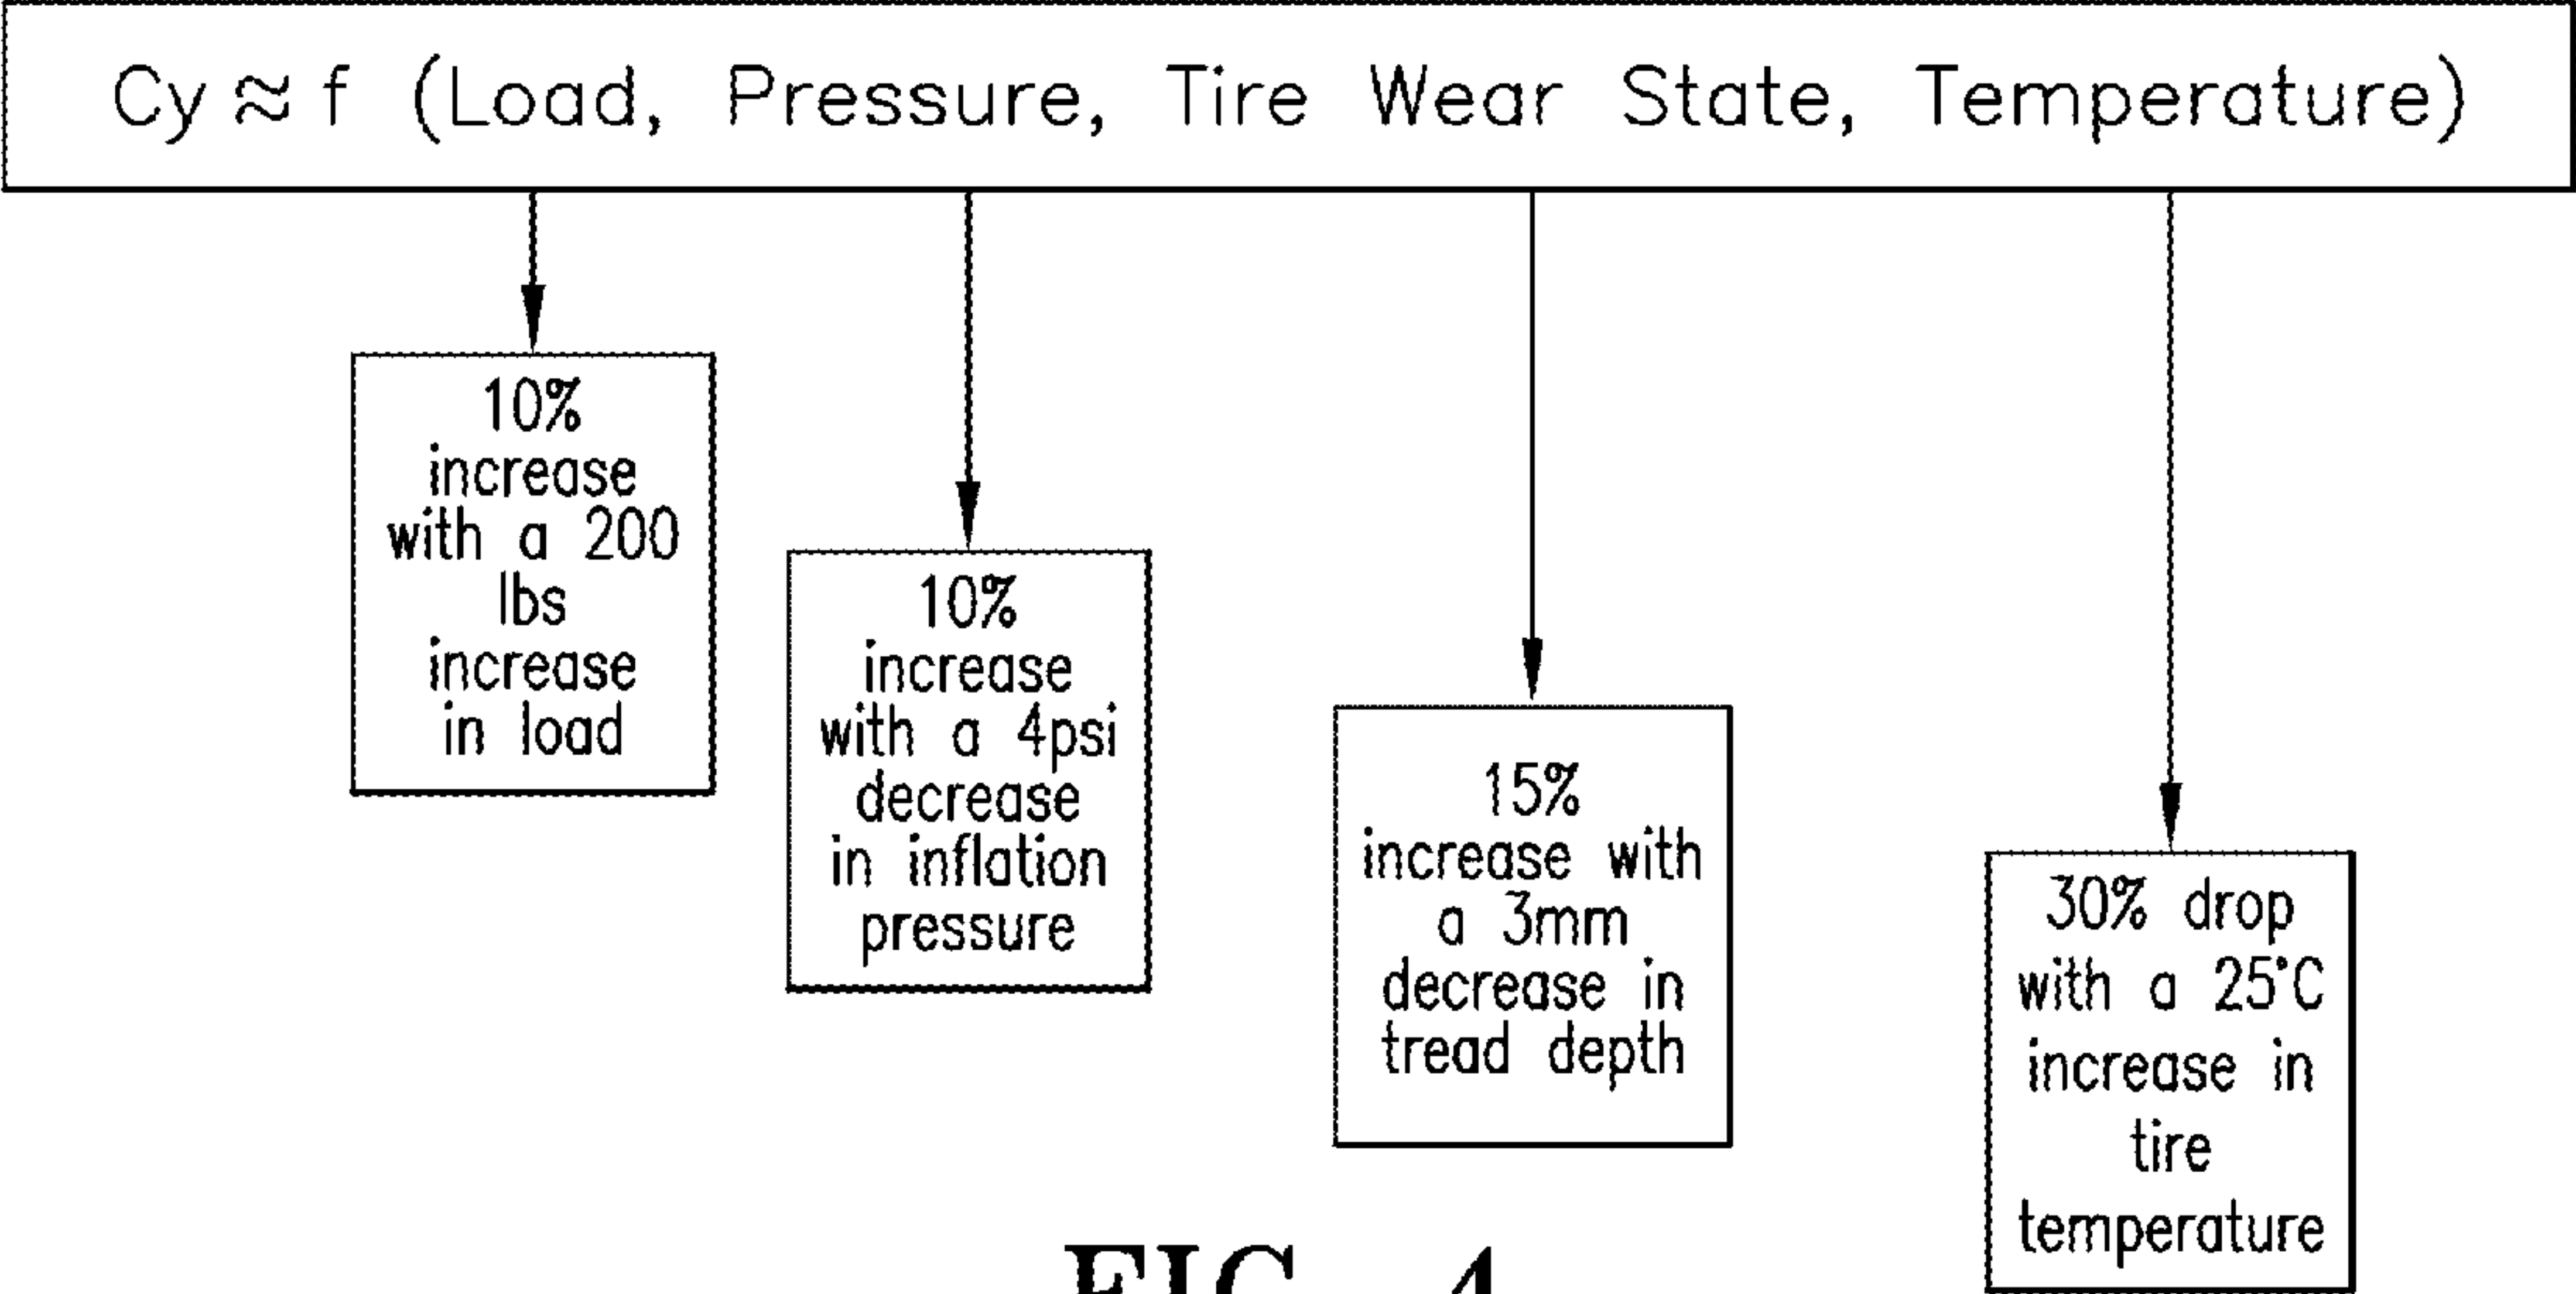 Cy ≈ f (Load, Pressure, Tire Wear State, Temperature)
10%
increase
with a 200
lbs
increase
in load
10%
increase
with a 4psi
decrease
in inflation
pressure
15%
increase with
a 3mm
decrease in
tread depth
30% drop
with a 25°C
increase in
tire
temperature
FIG 4